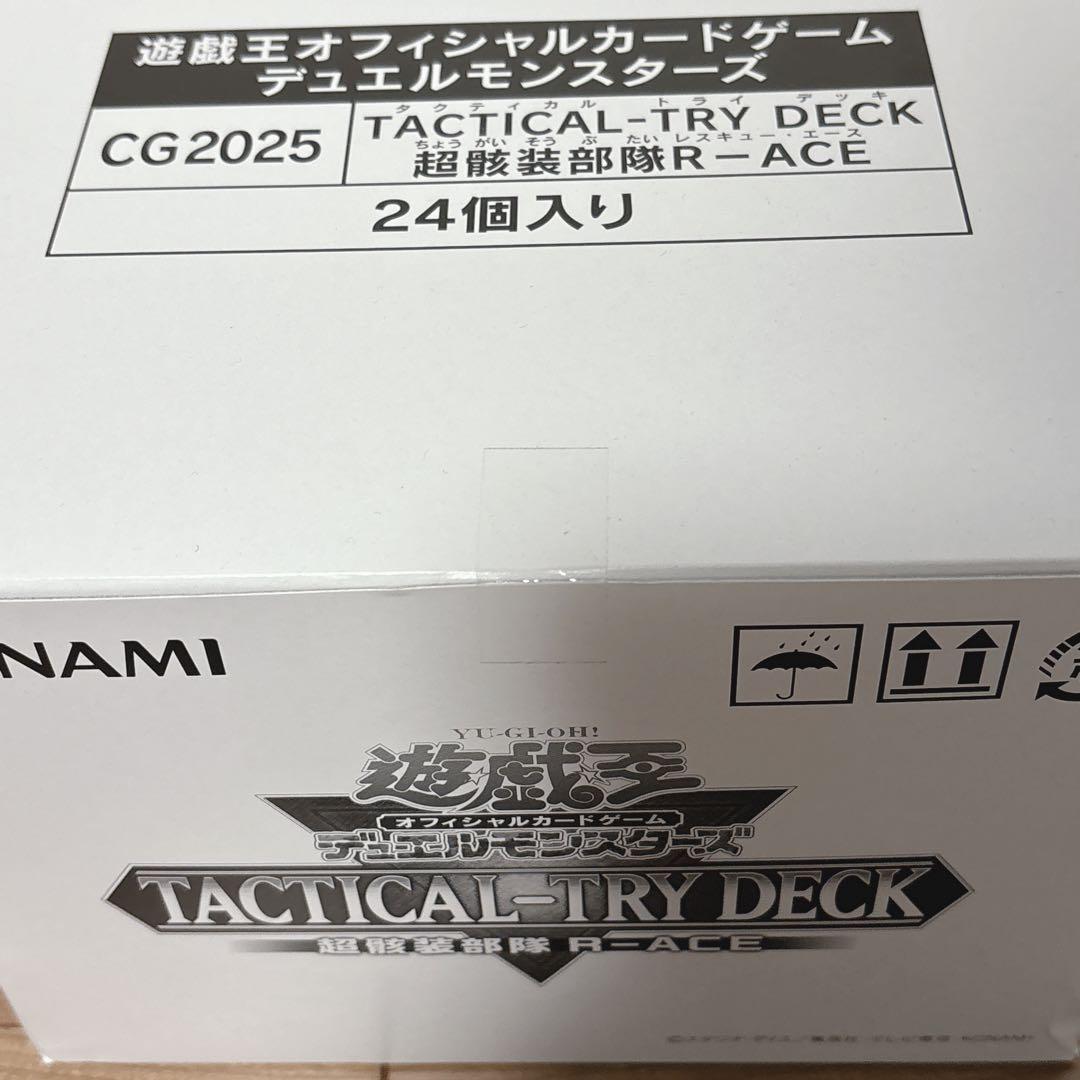 遊戯王オフィシャルカードゲーム
デュエルモンスターズ
CG2025
タクティカル トライ デッキ
TACTICAL-TRY DECK
ちょうがいそうぶたいレスキュー・エース
超骸装部隊R-ACE
24個入り
NAMI
YU-GI-OH!
遊戯王
オフィシャルカードゲーム
デュエルモンスターズ
TACTICAL-TRY DECK
超骸装部隊 R-ACE